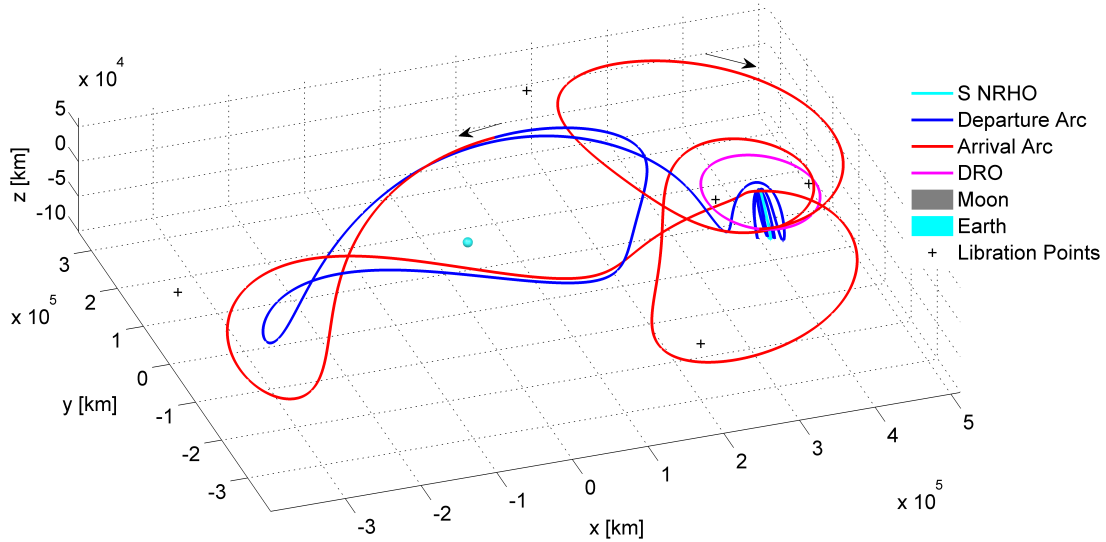 x 10^4
5
0
-5
-10
z [km]
3
2
1
0
-1
-2
-3
x 10^5
y [km]
-3
-2
-1
0
1
2
3
4
5
x 10^5
x [km]
S NRHO
Departure Arc
Arrival Arc
DRO
Moon
Earth
Libration Points